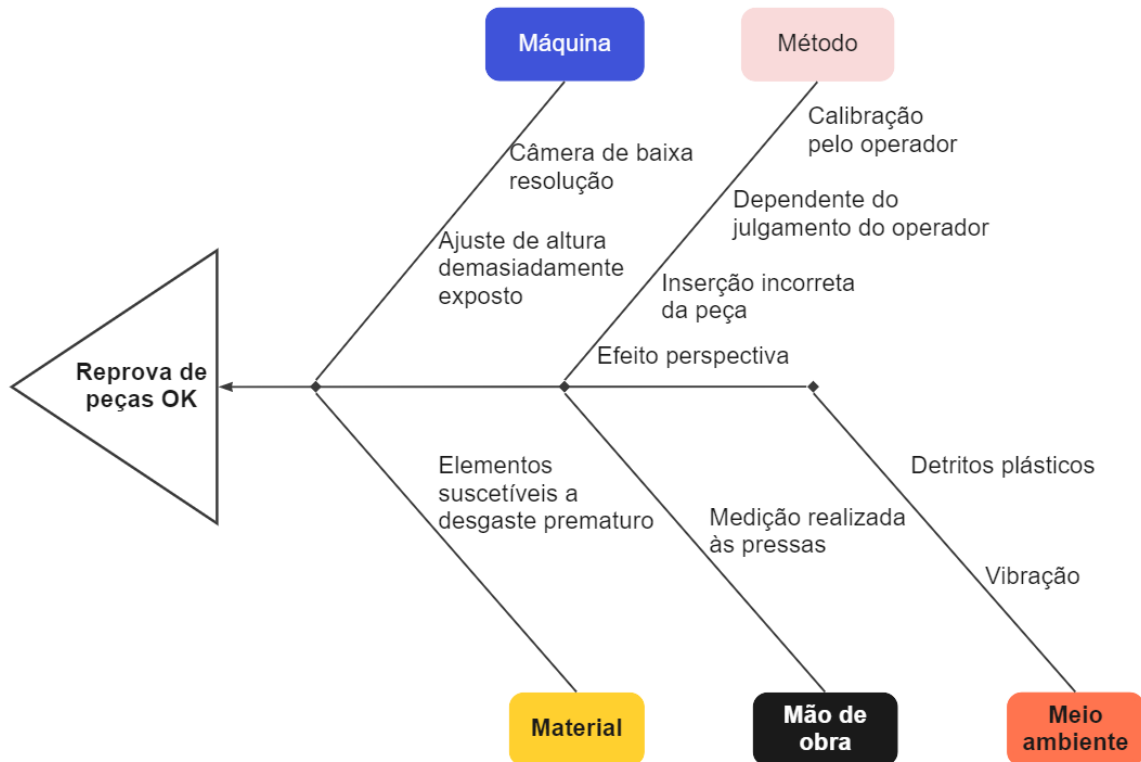 Máquina
Método
Calibração
pelo operador
Câmera de baixa
resolução
Dependente do
julgamento do operador
Ajuste de altura
demasiadamente
exposto
Inserção incorreta
da peça
Efeito perspectiva
Reprova de
peças OK
Elementos
suscetíveis a
desgaste prematuro
Medição realizada
às pressas
Detritos plásticos
Vibração
Material
Mão de
obra
Meio
ambiente